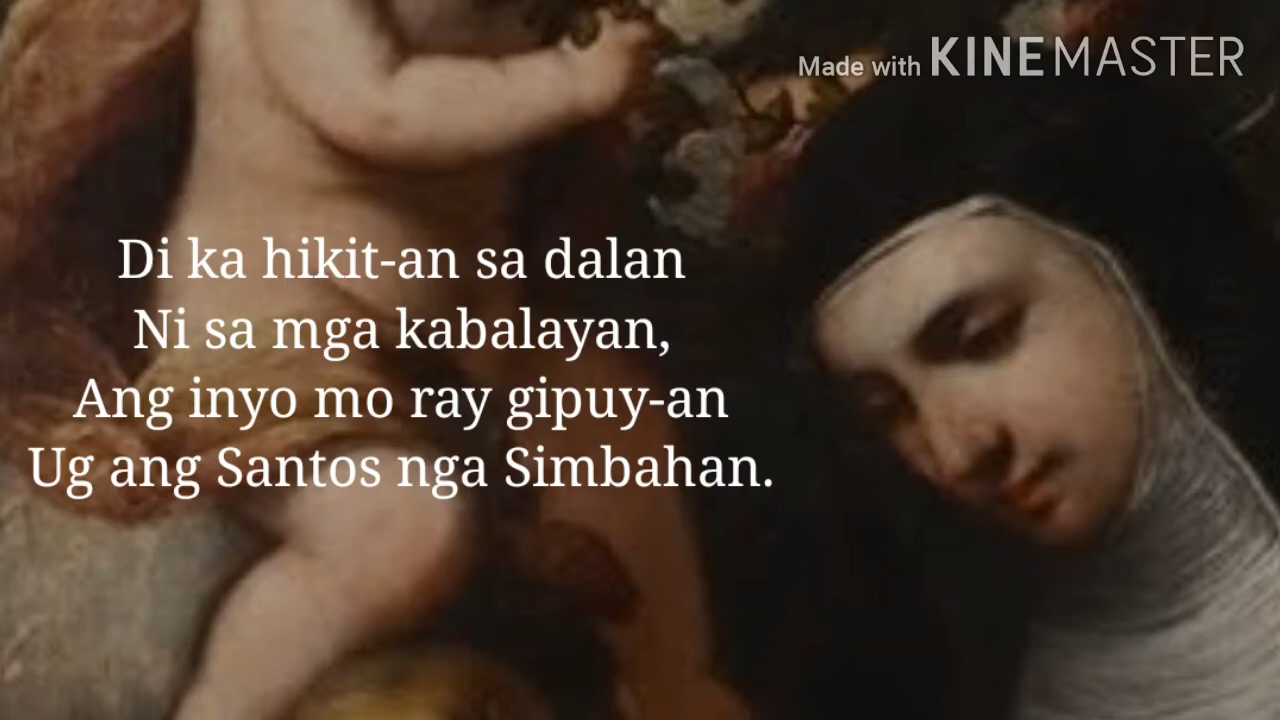 Made with KINEMASTER
Di ka hikit-an sa dalan
Ni sa mga kabalayan,
Ang inyo mo ray gipuy-an
Ug ang Santos nga Simbahan.